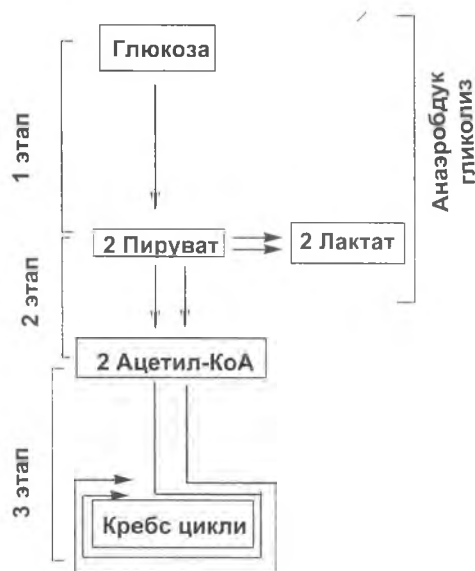 Глюкоза
1 этап
Анаэробдук
гликолиз
2 Пируват
2 Лактат
2 этап
2 Ацетил-КоА
3 этап
Кребс цикли